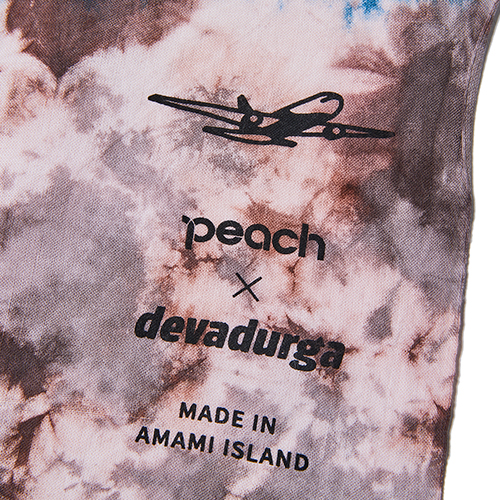 peach
×
devadurga
MADE IN
AMAMI ISLAND